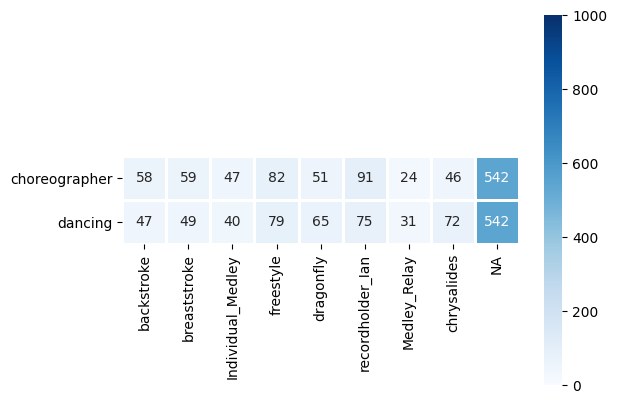 1000
800
600
400
200
0
choreographer 58 59 47 82 51 91 24 46 542
dancing 47 49 40 79 65 75 31 72 542
backstroke
breaststroke
Individual_Medley
freestyle
dragonfly
recordholder_Ian
Medley_Relay
chrysalides
NA